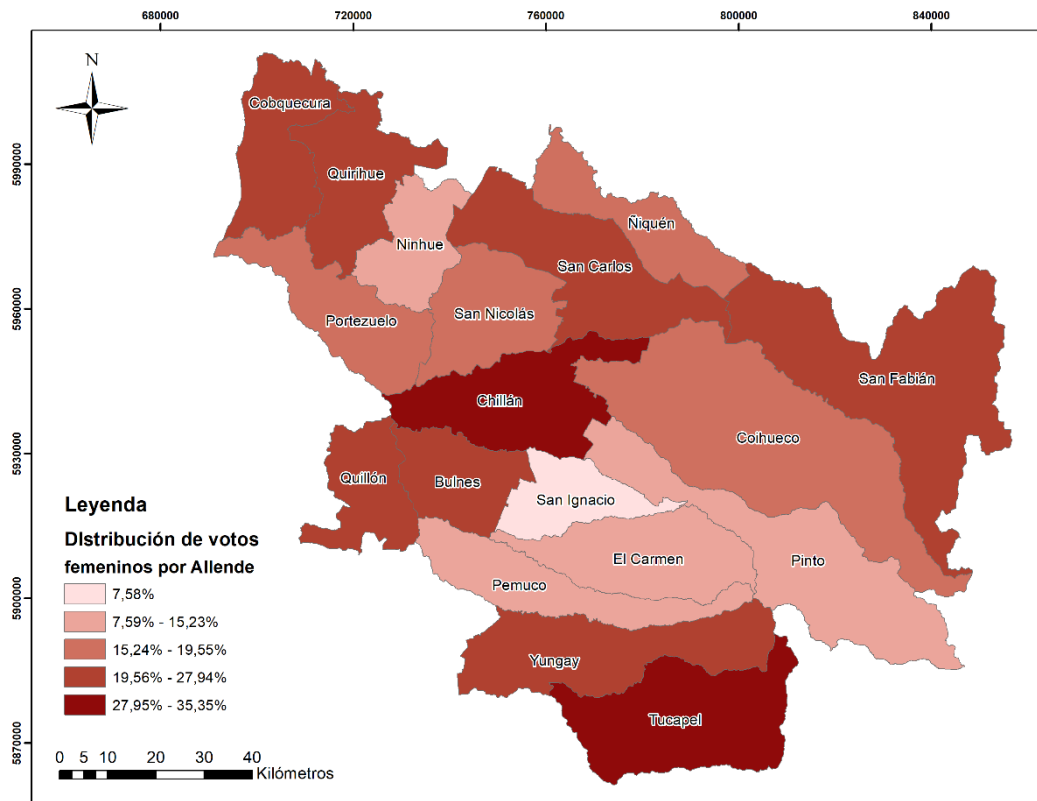 680000
720000
760000
800000
840000
N
5990000
5960000
5930000
5900000
5870000
Cobquecura
Quirihue
Ninhue
Ñiquén
San Carlos
Portezuelo
San Nicolás
San Fabián
Chillán
Coihueco
Quillón
Bulnes
San Ignacio
El Carmen
Pinto
Pemuco
Yungay
Tucapel
Leyenda
DIstribución de votos
femeninos por Allende
7,58%
7,59% - 15,23%
15,24% - 19,55%
19,56% - 27,94%
27,95% - 35,35%
0 5 10 20 30 40
Kilómetros